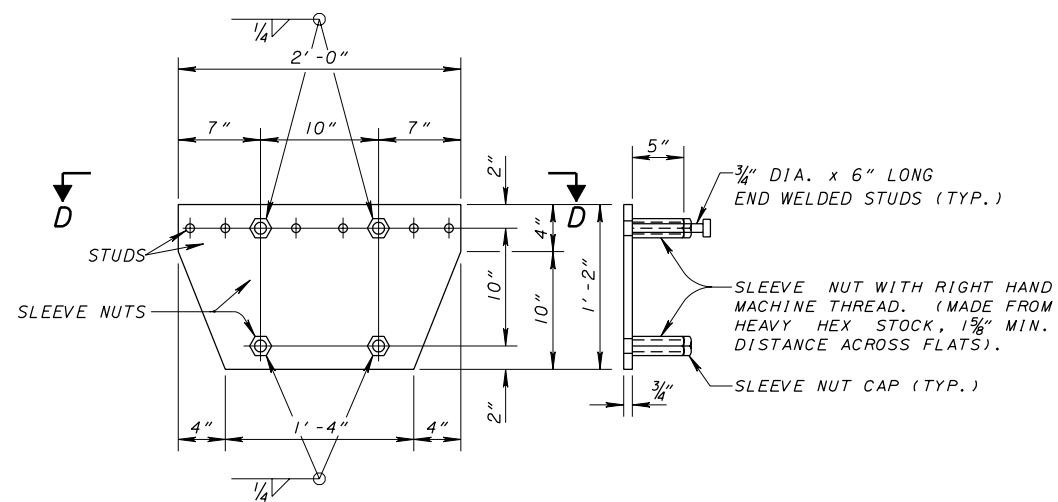 1/4
2'-0"
7"
10"
7"
2"
5"
3/4" DIA. x 6" LONG
END WELDED STUDS (TYP.)
D
D
4"
STUDS
10"
10"
1'-2"
SLEEVE NUT WITH RIGHT HAND
MACHINE THREAD. (MADE FROM
HEAVY HEX STOCK, 1 5/8" MIN.
DISTANCE ACROSS FLATS).
SLEEVE NUTS
SLEEVE NUT CAP (TYP.)
3/4"
2"
4"
1'-4"
4"
1/4